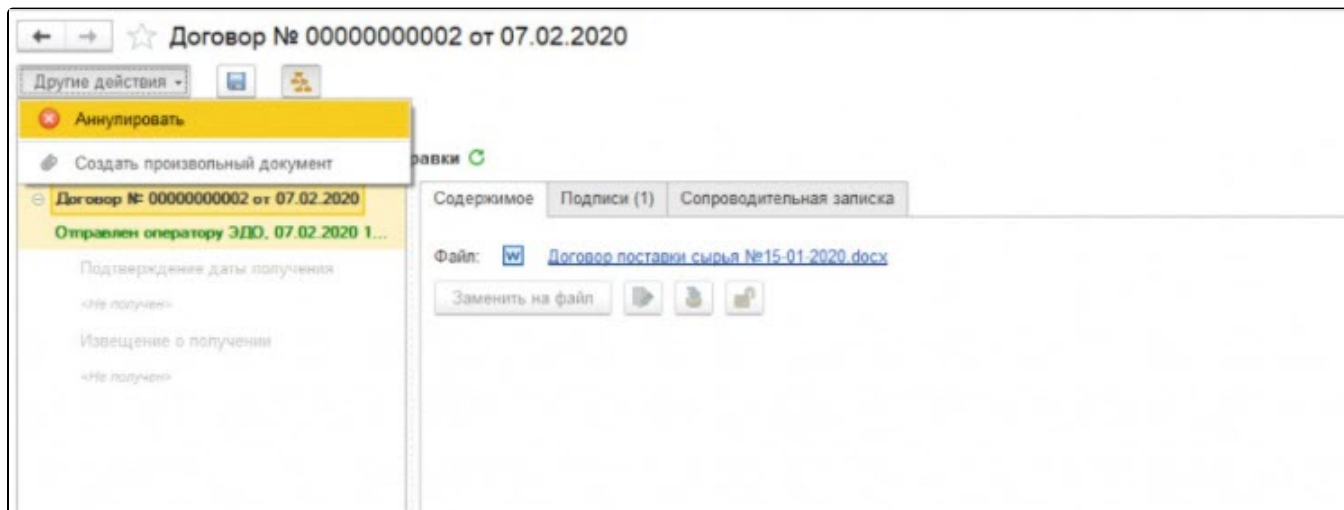 Договор № 00000000002 от 07.02.2020
Другие действия
Аннулировать
Создать произвольный документ
равки
Договор № 00000000002 от 07.02.2020
Отправлен оператору ЭДО, 07.02.2020 1...
Подтверждение даты получения
<Не получен>
Извещение о получении
<Не получен>
Содержимое Подписи (1) Сопроводительная записка
Файл: Договор поставки сырья №15-01-2020.docx
Заменить на файл